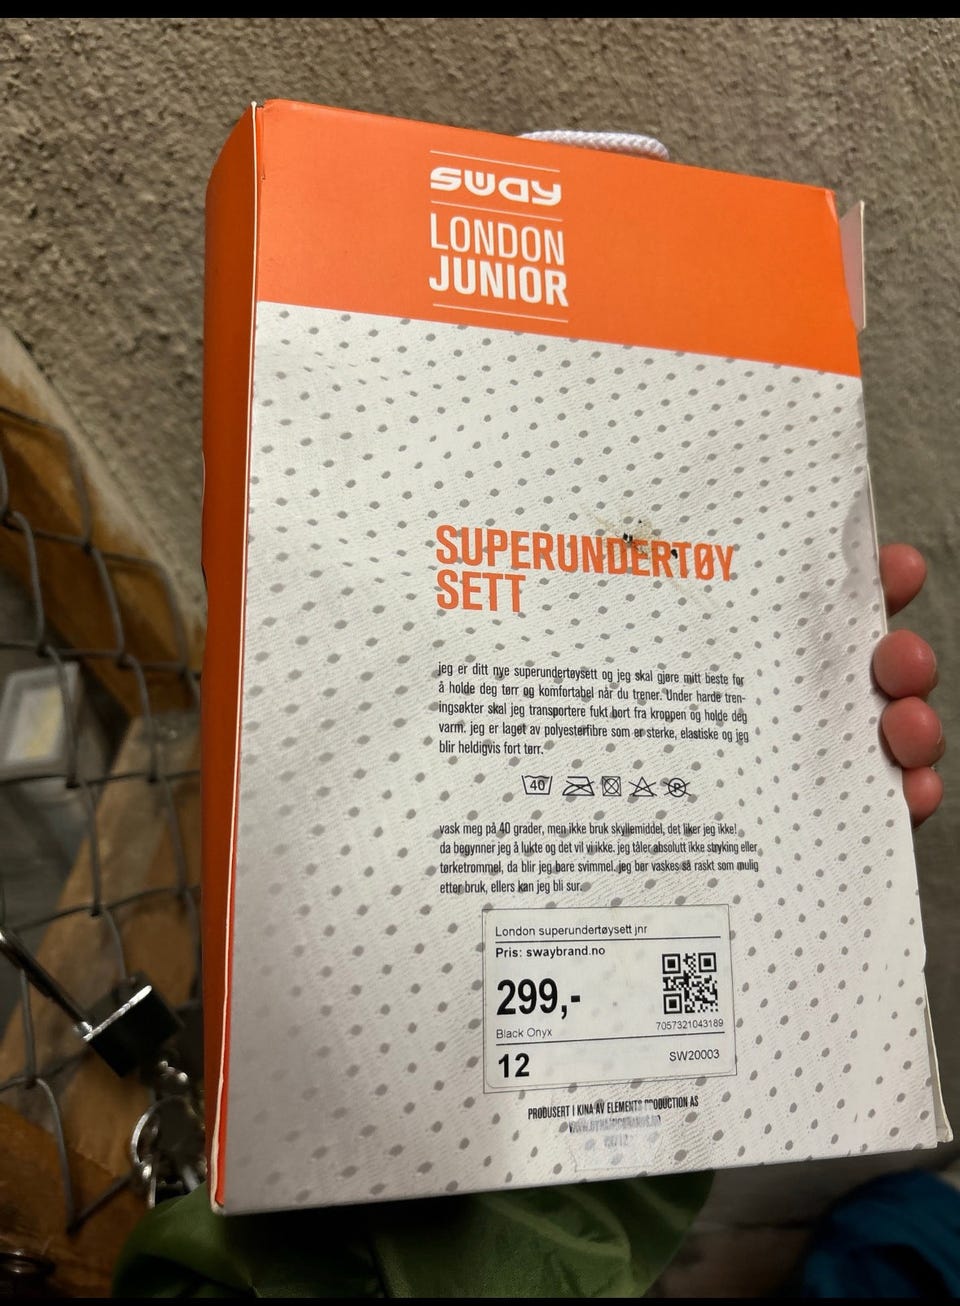 sway
LONDON
JUNIOR
SUPERUNDERTØY
SETT
jeg er ditt nye superundertøysett og jeg skal gjøre mitt beste for
å holde deg tørr og komfortabel når du trener. Under harde tren-
ingsøkter skal jeg transportere fukt bort fra kroppen og holde deg
varm. jeg er laget av polyesterfibre som er sterke, elastiske og jeg
blir heldigvis fort tørr.
40 P
vask meg på 40 grader, men ikke bruk skyllemiddel, det liker jeg ikke!
da begynner jeg å lukte og det vil vi ikke. jeg tåler absolutt ikke stryking eller
tørketrommel, da blir jeg bare svimmel. jeg bør vaskes så raskt som mulig
etter bruk, ellers kan jeg bli sur.
London superundertøysett jnr
Pris: swaybrand.no
299,-
Black Onyx
7057321043189
12
SW20003
PRODUSERT I KINA AV ELEMENTS PRODUCTION AS